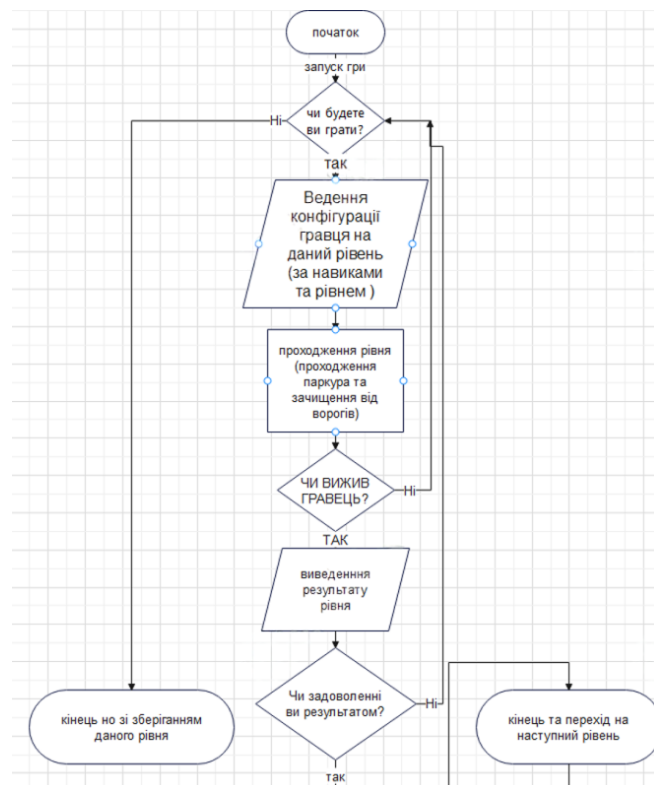 початок
запуск гри
чи будете
ви грати?
Ні
так
Ведення
конфігурації
гравця на
даний рівень
(за навиками
та рівнем )
проходження рівня
(проходження
паркура та
зачищення від
ворогів)
ЧИ ВИЖИВ
ГРАВЕЦЬ?
Ні
ТАК
виведенння
результату
рівня
Чи задоволенні
ви результатом?
Ні
кінець но зі зберіганням
даного рівня
кінець та перехід на
наступний рівень
так